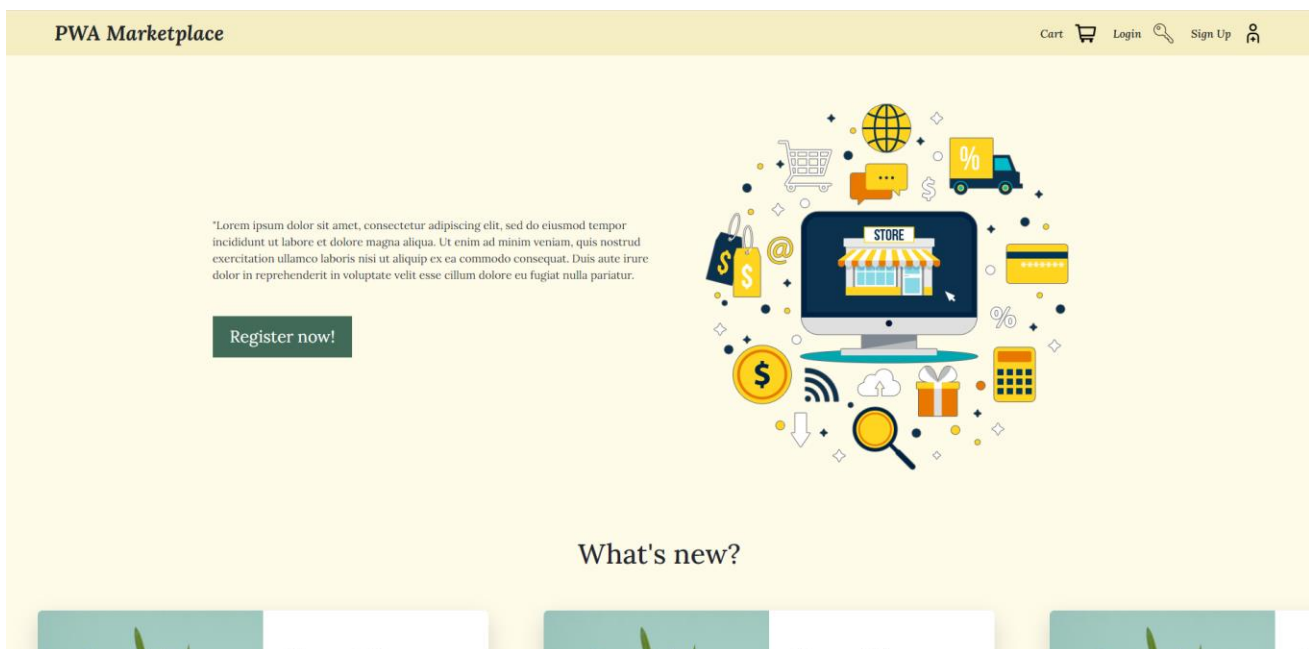 PWA Marketplace
Cart Login Sign Up
"Lorem ipsum dolor sit amet, consectetur adipiscing elit, sed do eiusmod tempor
incididunt ut labore et dolore magna aliqua. Ut enim ad minim veniam, quis nostrud
exercitation ullamco laboris nisi ut aliquip ex ea commodo consequat. Duis aute irure
dolor in reprehenderit in voluptate velit esse cillum dolore eu fugiat nulla pariatur.
Register now!
%
$
STORE
@
$
$
*******
%
$
What's new?